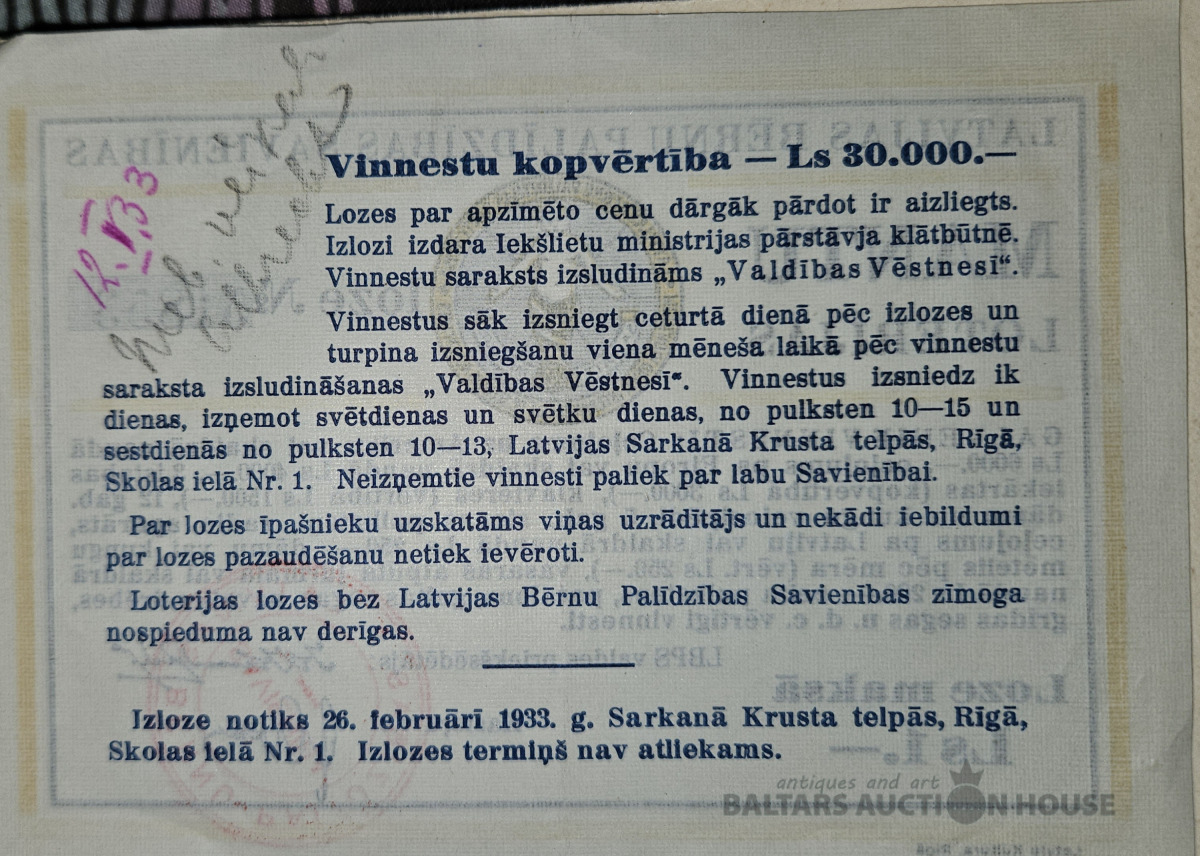 Vinnestu kopvērtība — Ls 30.000.—
Lozes par apzīmēto cenu dārgāk pārdot ir aizliegts.
Izlozi izdara Iekšlietu ministrijas pārstāvja klātbūtnē.
Vinnestu saraksts izsludināms „Valdības Vēstnesī“.
Vinnestus sāk izsniegt ceturtā dienā pēc izlozes un
turpina izsniegšanu viena mēneša laikā pēc vinnestu
saraksta izsludināšanas „Valdības Vēstnesī“. Vinnestus izsniedz ik
dienas, izņemot svētdienas un svētku dienas, no pulksten 10—15 un
sestdienās no pulksten 10—13, Latvijas Sarkanā Krusta telpās, Rīgā,
Skolas ielā Nr. 1. Neizņemtie vinnesti paliek par labu Savienībai.
Par lozes īpašnieku uzskatāms viņas uzrādītājs un nekādi iebildumi
par lozes pazaudēšanu netiek ievēroti.
Loterijas lozes bez Latvijas Bērnu Palīdzības Savienības zīmoga
nospieduma nav derīgas.
Izloze notiks 26. februārī 1933. g. Sarkanā Krusta telpās, Rīgā,
Skolas ielā Nr. 1. Izlozes termiņš nav atliekams.
antiques and art
BALTARS AUCTION HOUSE